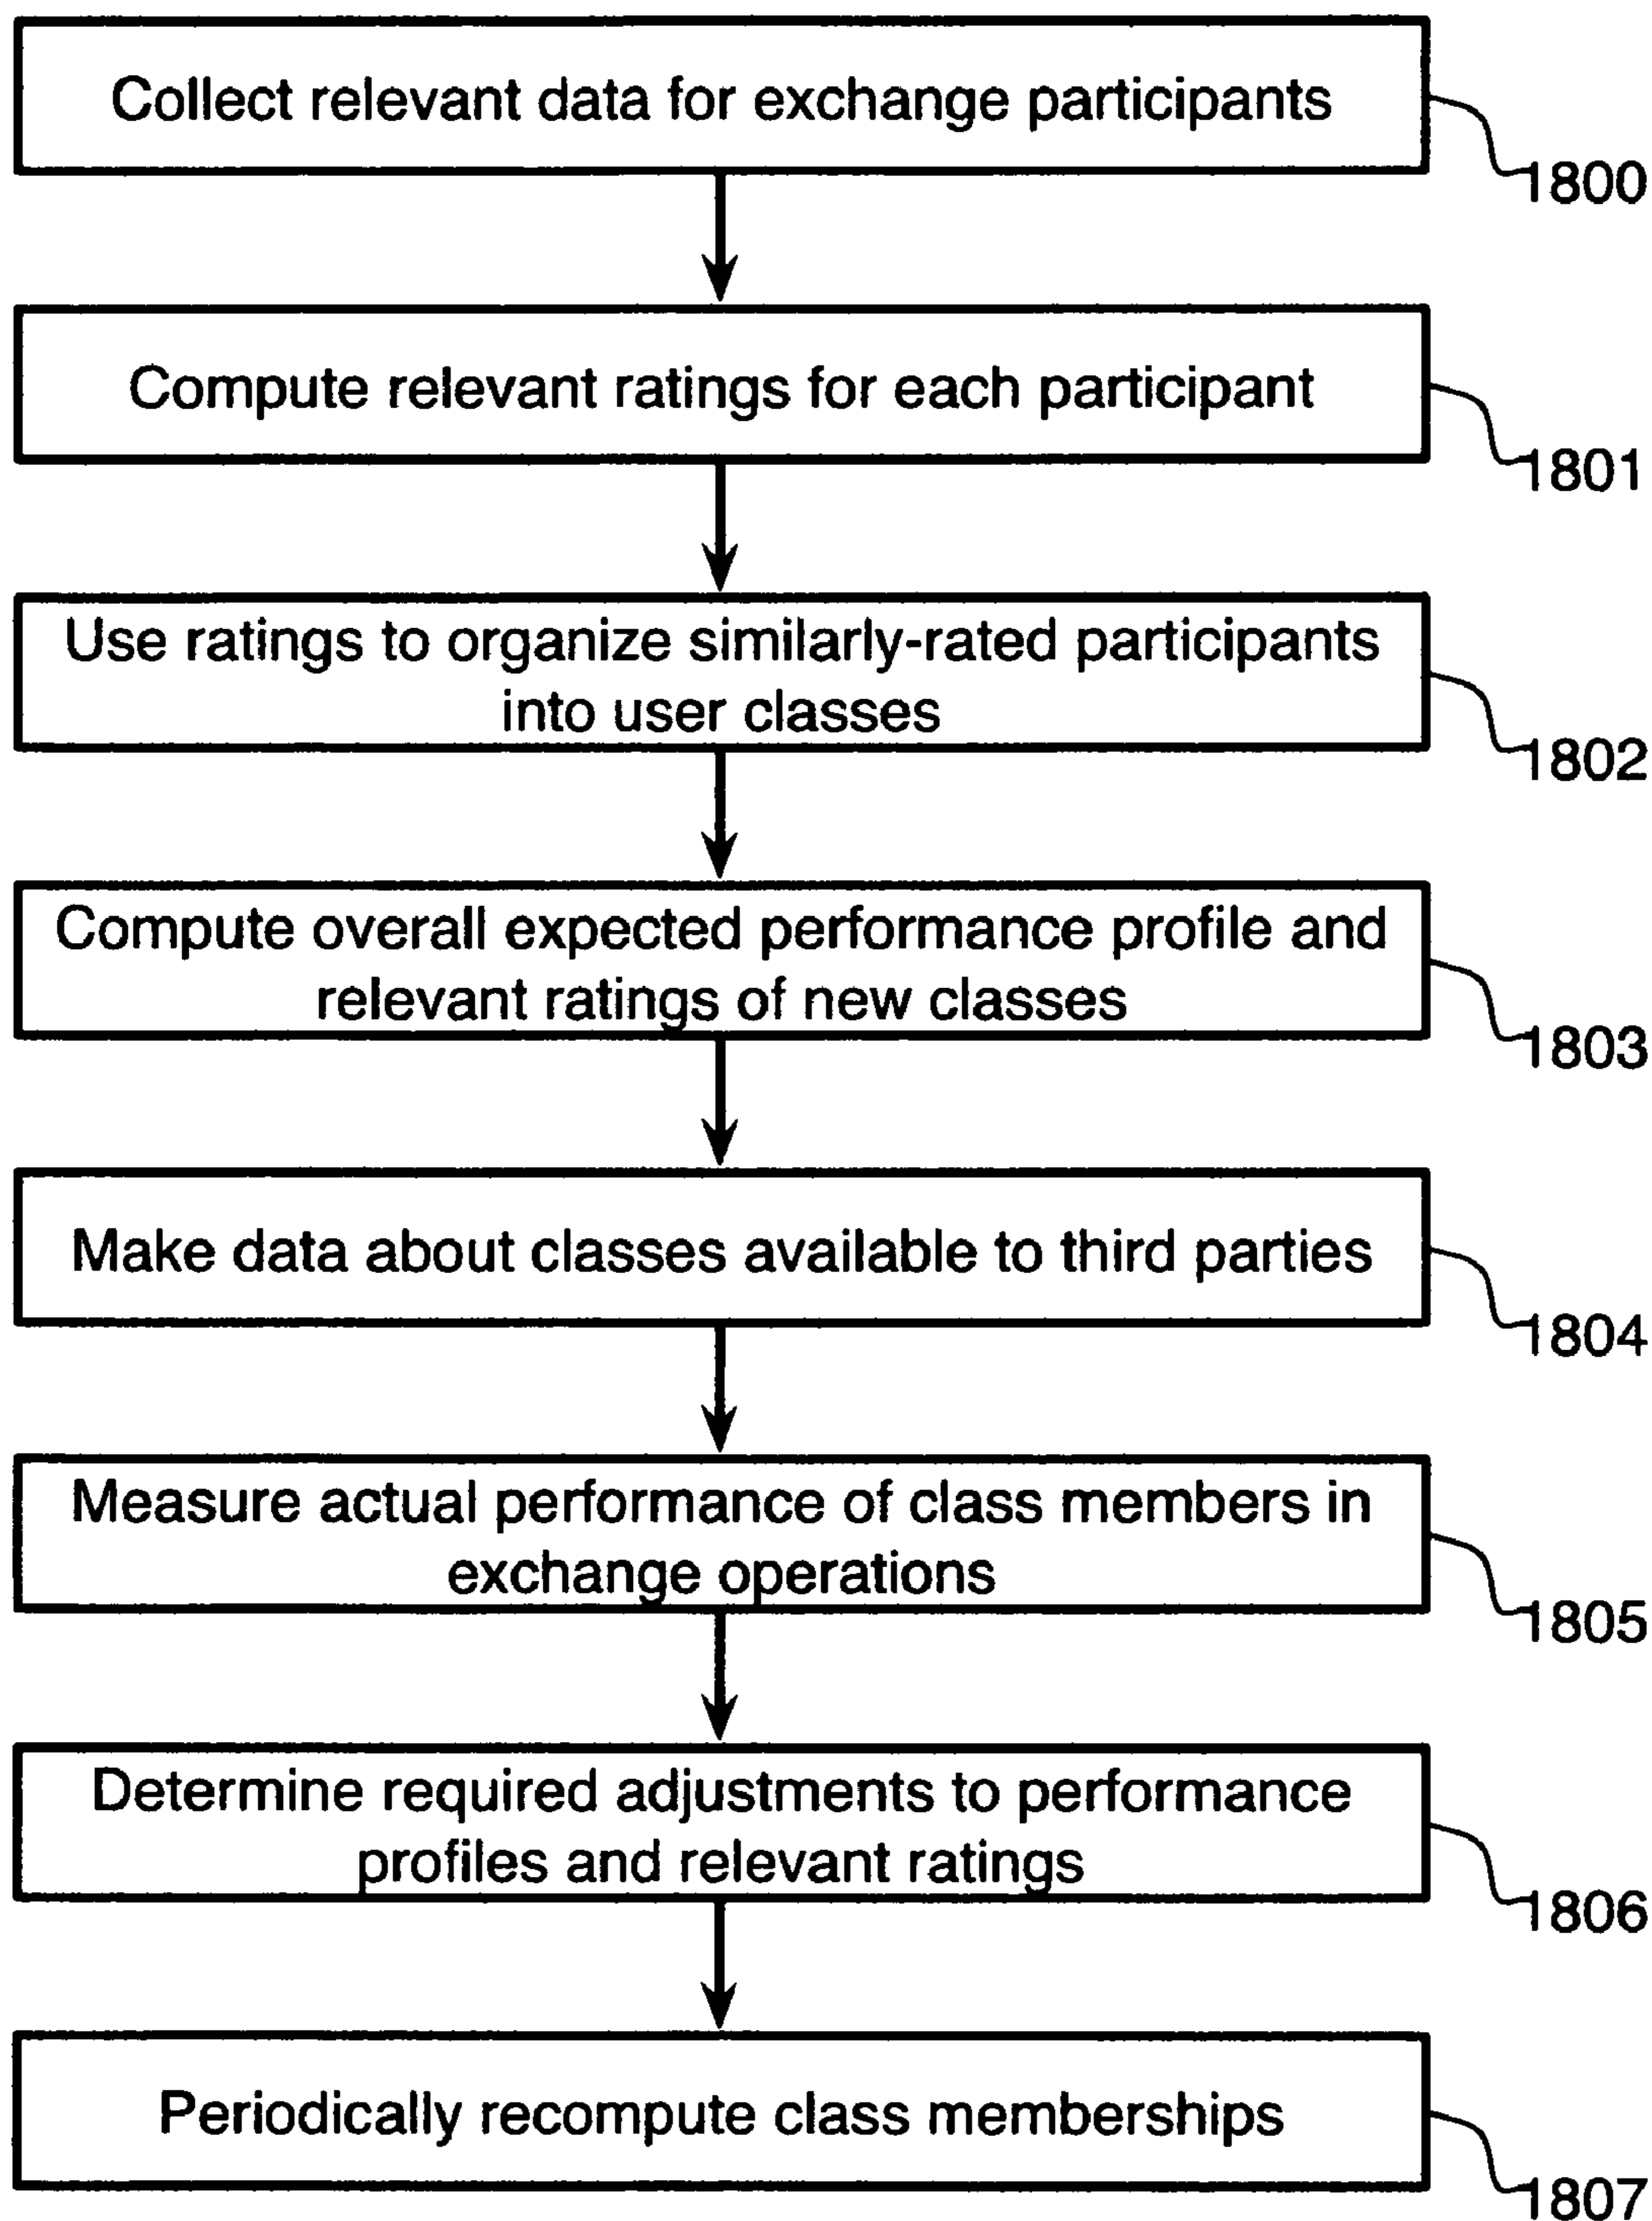 Collect relevant data for exchange participants
1800
Compute relevant ratings for each participant
1801
Use ratings to organize similarly-rated participants
into user classes
1802
Compute overall expected performance profile and
relevant ratings of new classes
1803
Make data about classes available to third parties
1804
Measure actual performance of class members in
exchange operations
1805
Determine required adjustments to performance
profiles and relevant ratings
1806
Periodically recompute class memberships
1807